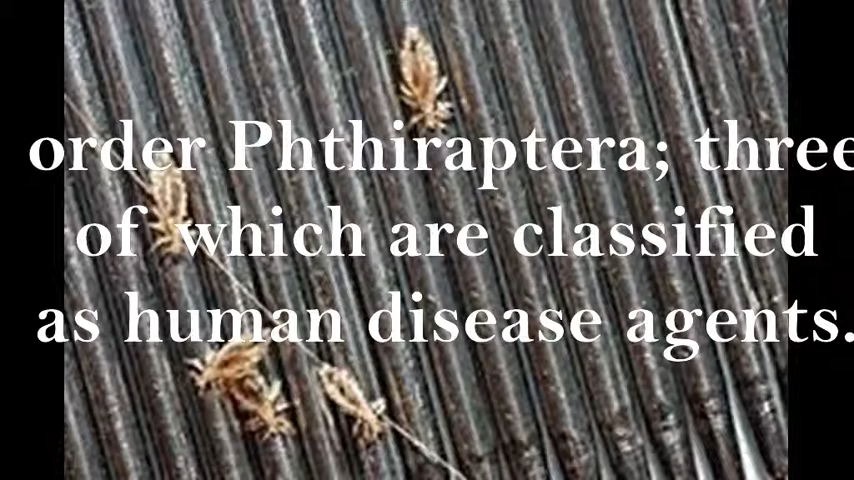 order Phthiraptera; three
of which are classified
as human disease agents.